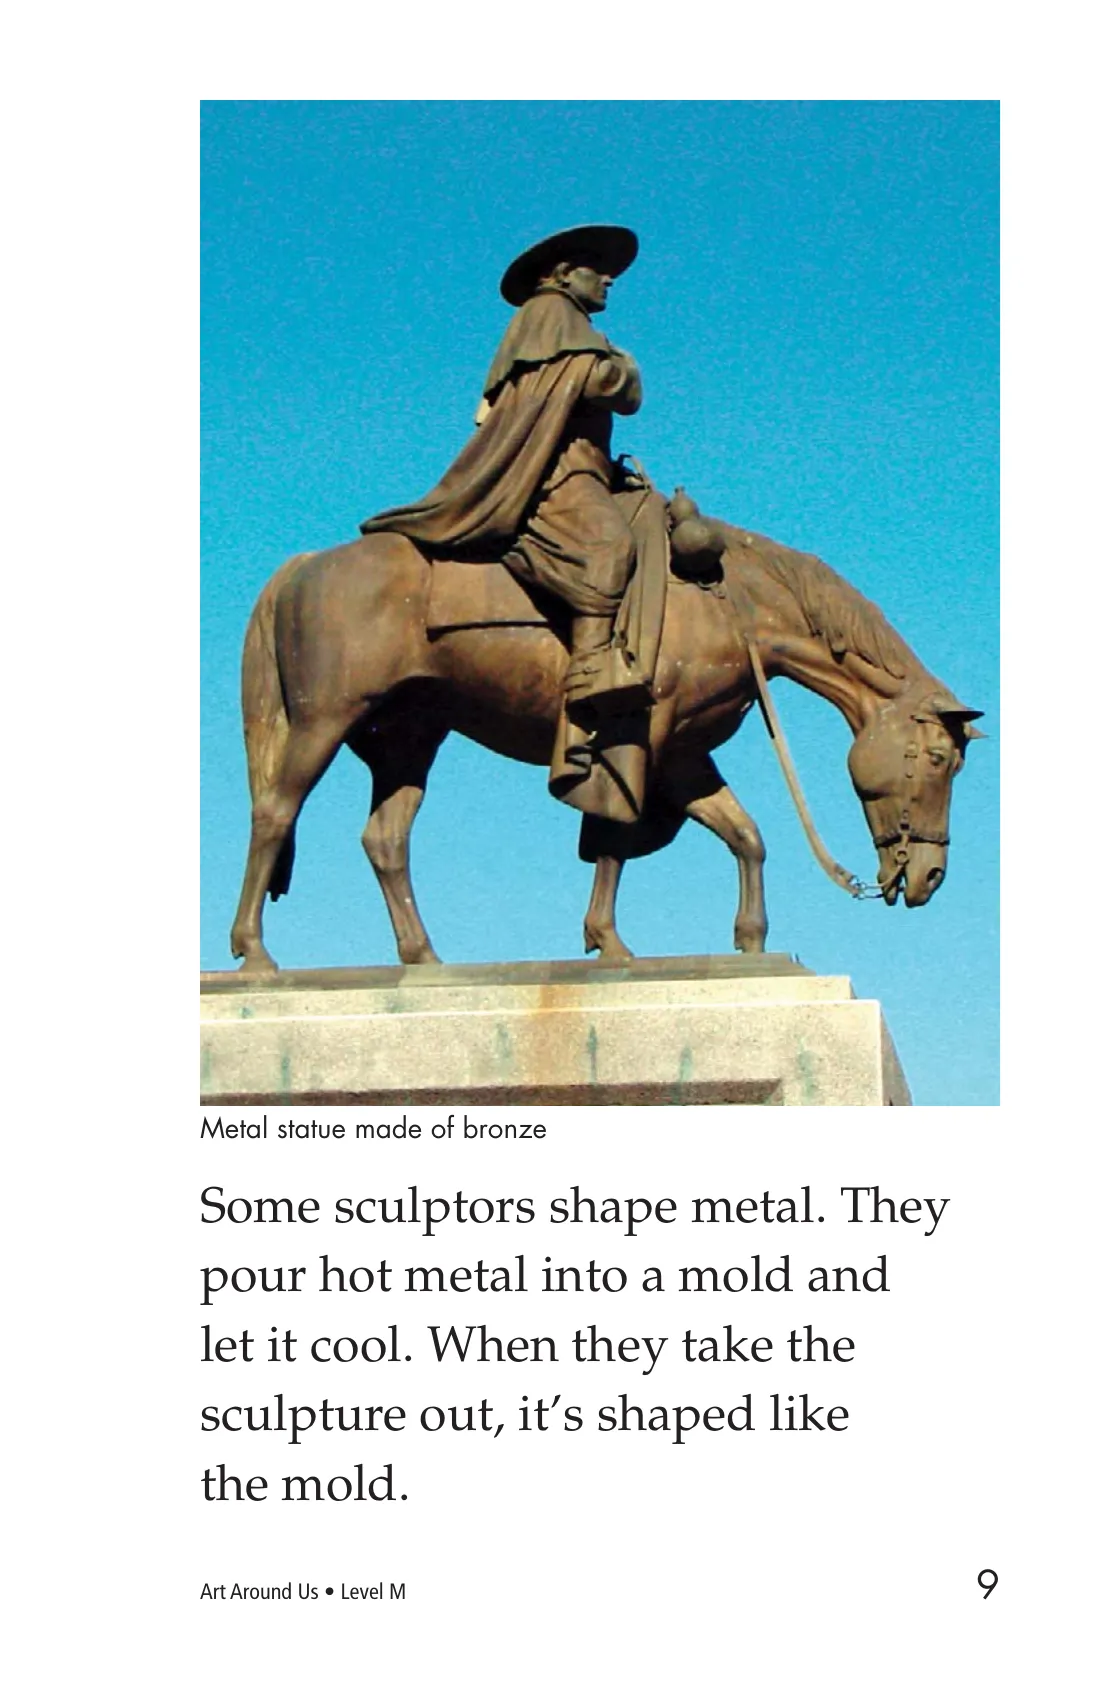 Metal statue made of bronze
Some sculptors shape metal. They
pour hot metal into a mold and
let it cool. When they take the
sculpture out, it’s shaped like
the mold.
Art Around Us • Level M
9